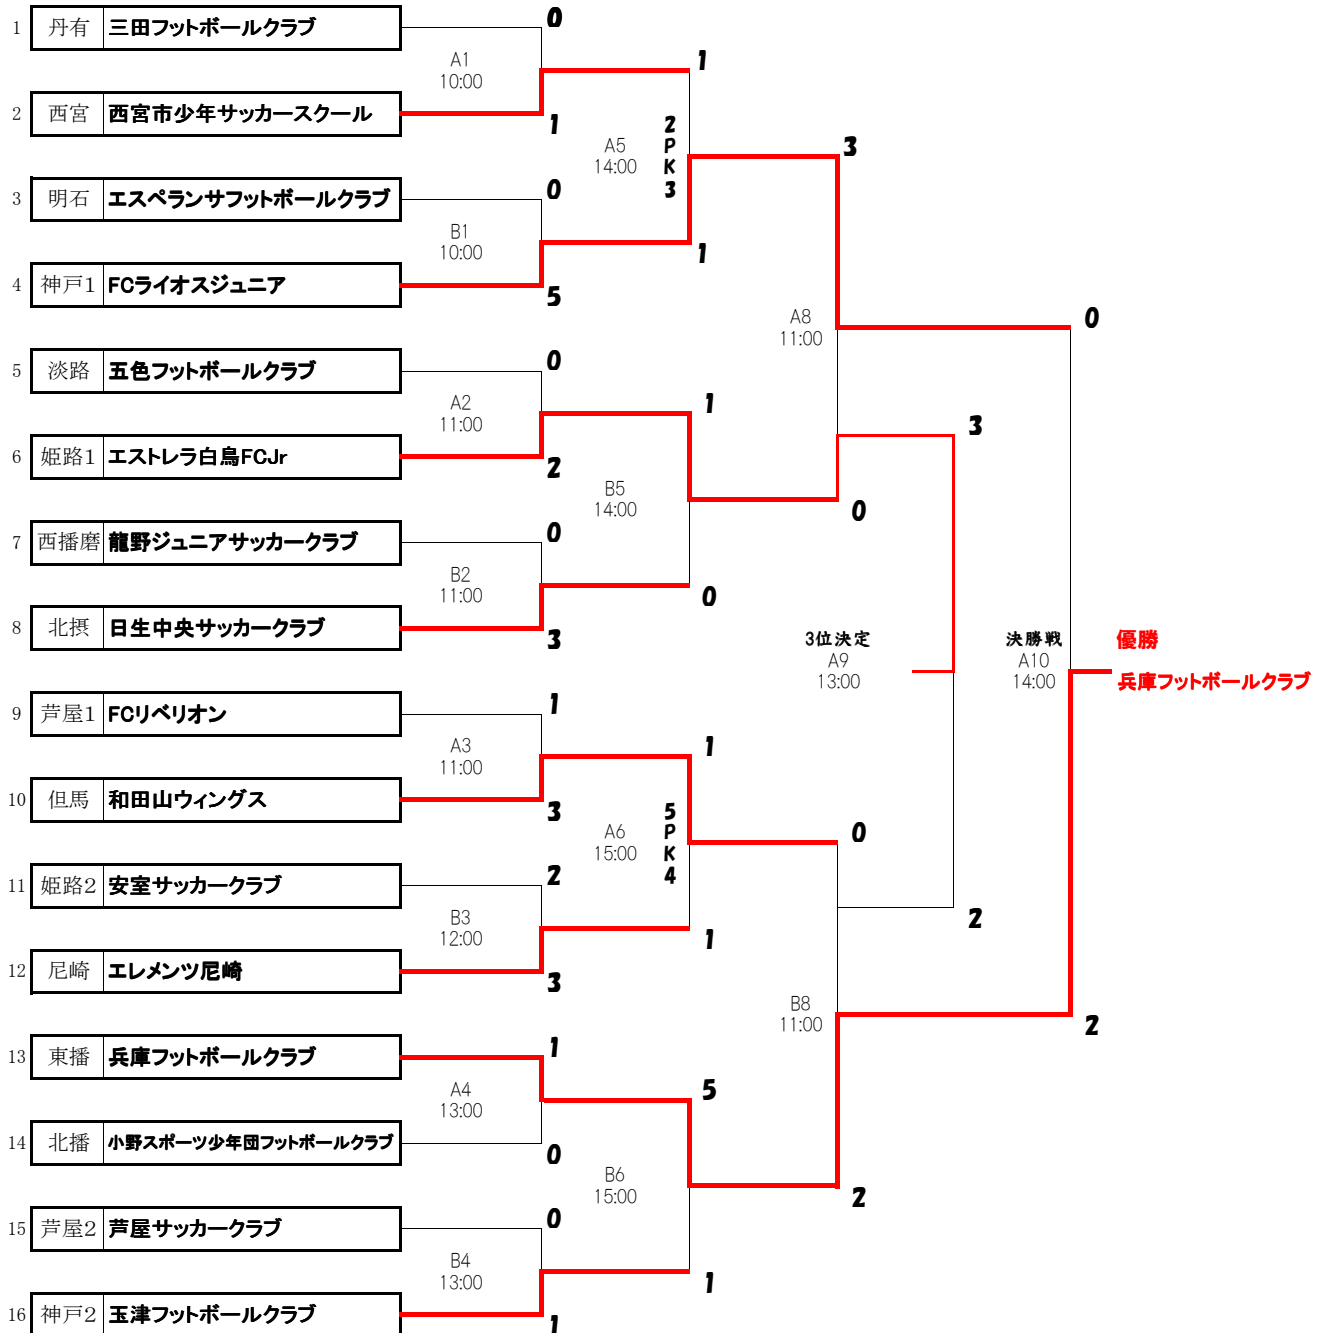 1 丹有 三田フットボールクラブ
0
A1
10:00
1
2 西宮 西宮市少年サッカースクール
1
A5
14:00
2
P
K
3
3
3 明石 エスペランサフットボールクラブ
0
B1
10:00
1
4 神戸1 FCライオスジュニア
5
A8
11:00
0
5 淡路 五色フットボールクラブ
0
A2
11:00
1
3
6 姫路1 エストレラ白鳥FCJr
2
B5
14:00
0
7 西播磨 龍野ジュニアサッカークラブ
0
B2
11:00
0
8 北摂 日生中央サッカークラブ
3
3位決定
A9
13:00
決勝戦
A10
14:00
優勝
兵庫フットボールクラブ
9 芦屋1 FCリベリオン
1
A3
11:00
1
10 但馬 和田山ウィングス
3
A6
15:00
5
P
K
4
0
11 姫路2 安室サッカークラブ
2
B3
12:00
1
2
12 尼崎 エレメンツ尼崎
3
B8
11:00
2
13 東播 兵庫フットボールクラブ
1
A4
13:00
5
14 北播 小野スポーツ少年団フットボールクラブ
0
B6
15:00
2
15 芦屋2 芦屋サッカークラブ
0
B4
13:00
1
16 神戸2 玉津フットボールクラブ
1